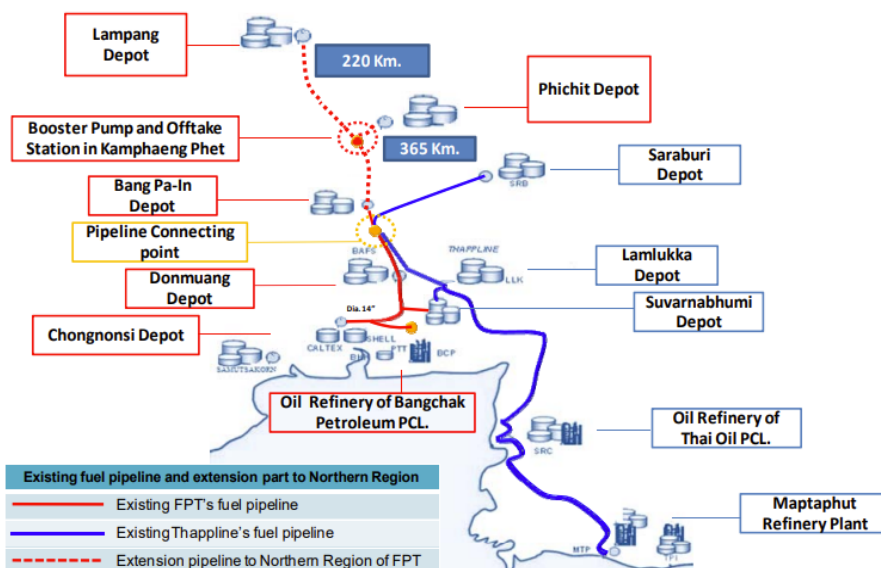 Lampang
Depot
220 Km.
Phichit Depot
Booster Pump and Offtake
Station in Kamphaeng Phet
365 Km.
Saraburi
Depot
SRB
Bang Pa-In
Depot
Pipeline Connecting
point
BAFS
THAPPLINE
LLK
Lamlukka
Depot
Donmuang
Depot
Suvarnabhumi
Depot
Dia. 14"
Chongnonsi Depot
CALTEX
SHELL
PTT
BCP
SAMUTSAKORN
Oil Refinery of Bangchak
Petroleum PCL.
Oil Refinery of
Thai Oil PCL.
SRC
Existing fuel pipeline and extension part to Northern Region
Existing FPT's fuel pipeline
Existing Thappline's fuel pipeline
Extension pipeline to Northern Region of FPT
Maptaphut
Refinery Plant
MTP
TPI